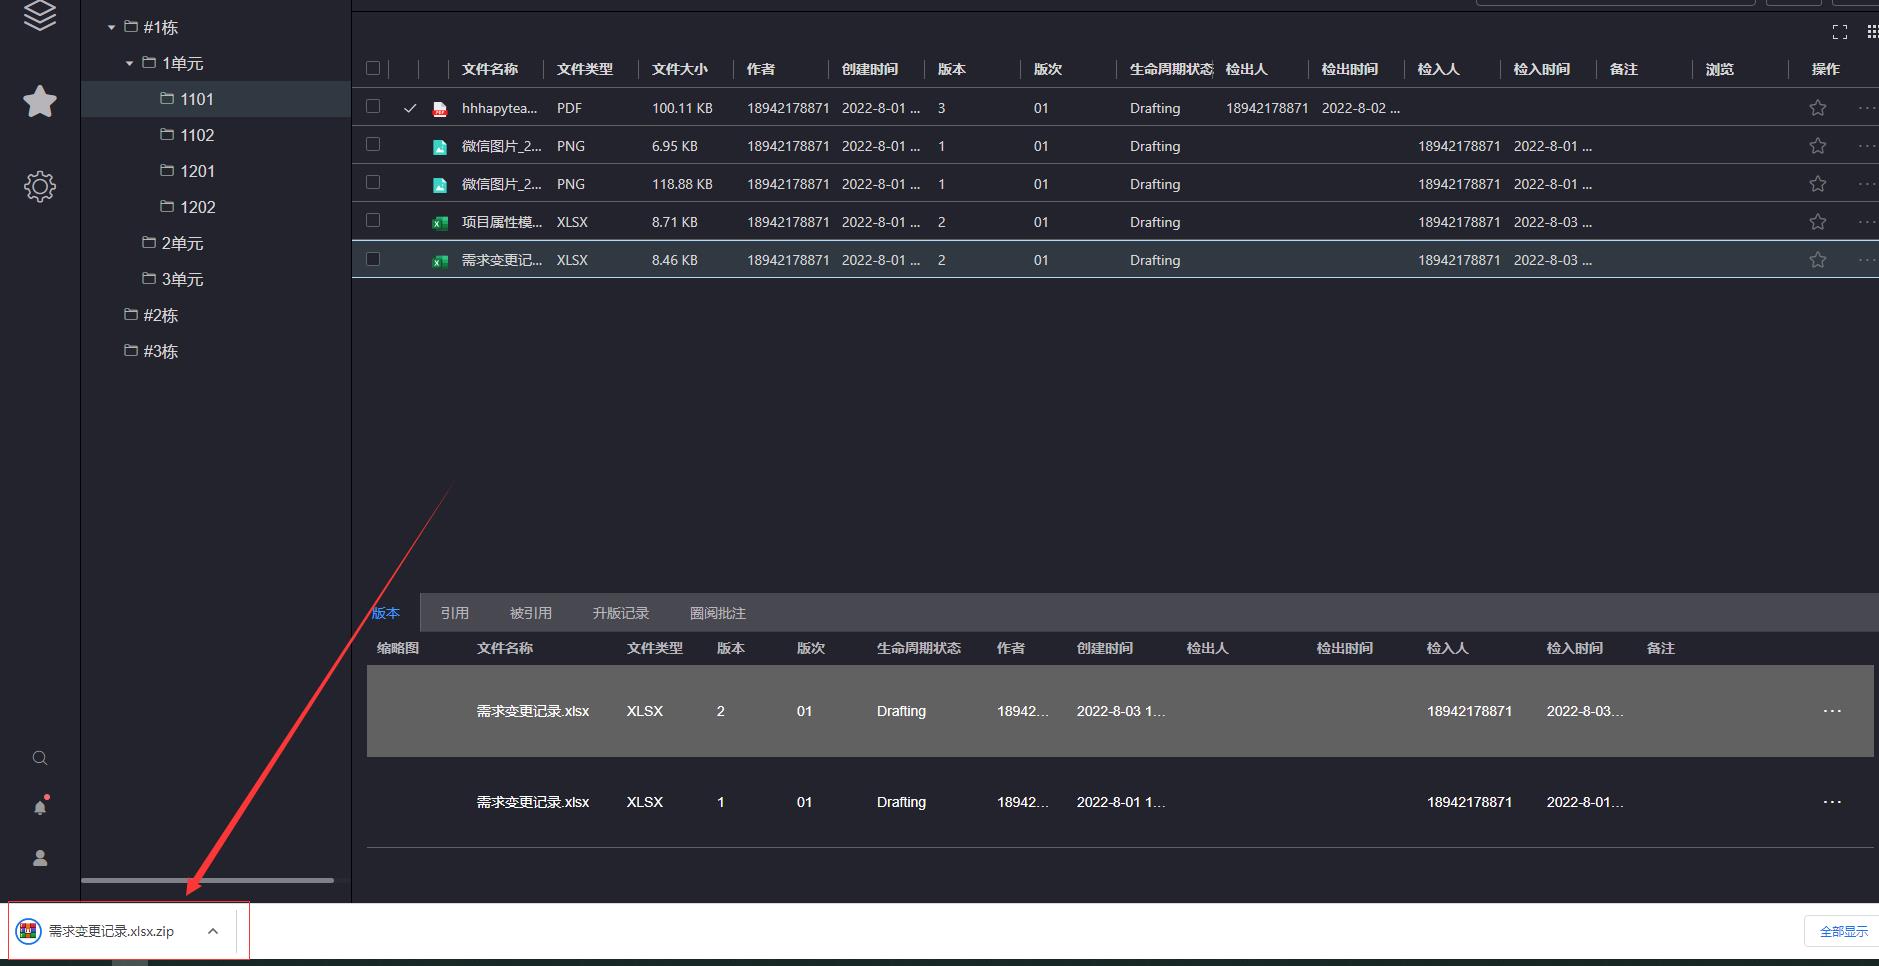 #1栋
1单元
1101
1102
1201
1202
2单元
3单元
#2栋
#3栋
文件名称 文件类型 文件大小 作者 创建时间 版本 版次 生命周期状态 检出人 检出时间 检入人 检入时间 备注 浏览 操作
hhhapytea... PDF 100.11 KB 18942178871 2022-8-01 ... 3 01 Drafting 18942178871 2022-8-02 ...
微信图片_2... PNG 6.95 KB 18942178871 2022-8-01 ... 1 01 Drafting 18942178871 2022-8-01 ...
微信图片_2... PNG 118.88 KB 18942178871 2022-8-01 ... 1 01 Drafting 18942178871 2022-8-01 ...
项目属性模... XLSX 8.71 KB 18942178871 2022-8-01 ... 2 01 Drafting 18942178871 2022-8-03 ...
需求变更记... XLSX 8.46 KB 18942178871 2022-8-01 ... 2 01 Drafting 18942178871 2022-8-03 ...
版本 引用 被引用 升版记录 圈阅批注
缩略图 文件名称 文件类型 版本 版次 生命周期状态 作者 创建时间 检出人 检出时间 检入人 检入时间 备注
需求变更记录.xlsx XLSX 2 01 Drafting 18942... 2022-8-03 1... 18942178871 2022-8-03... ...
需求变更记录.xlsx XLSX 1 01 Drafting 18942... 2022-8-01 1... 18942178871 2022-8-01... ...
需求变更记录.xlsx.zip
全部显示